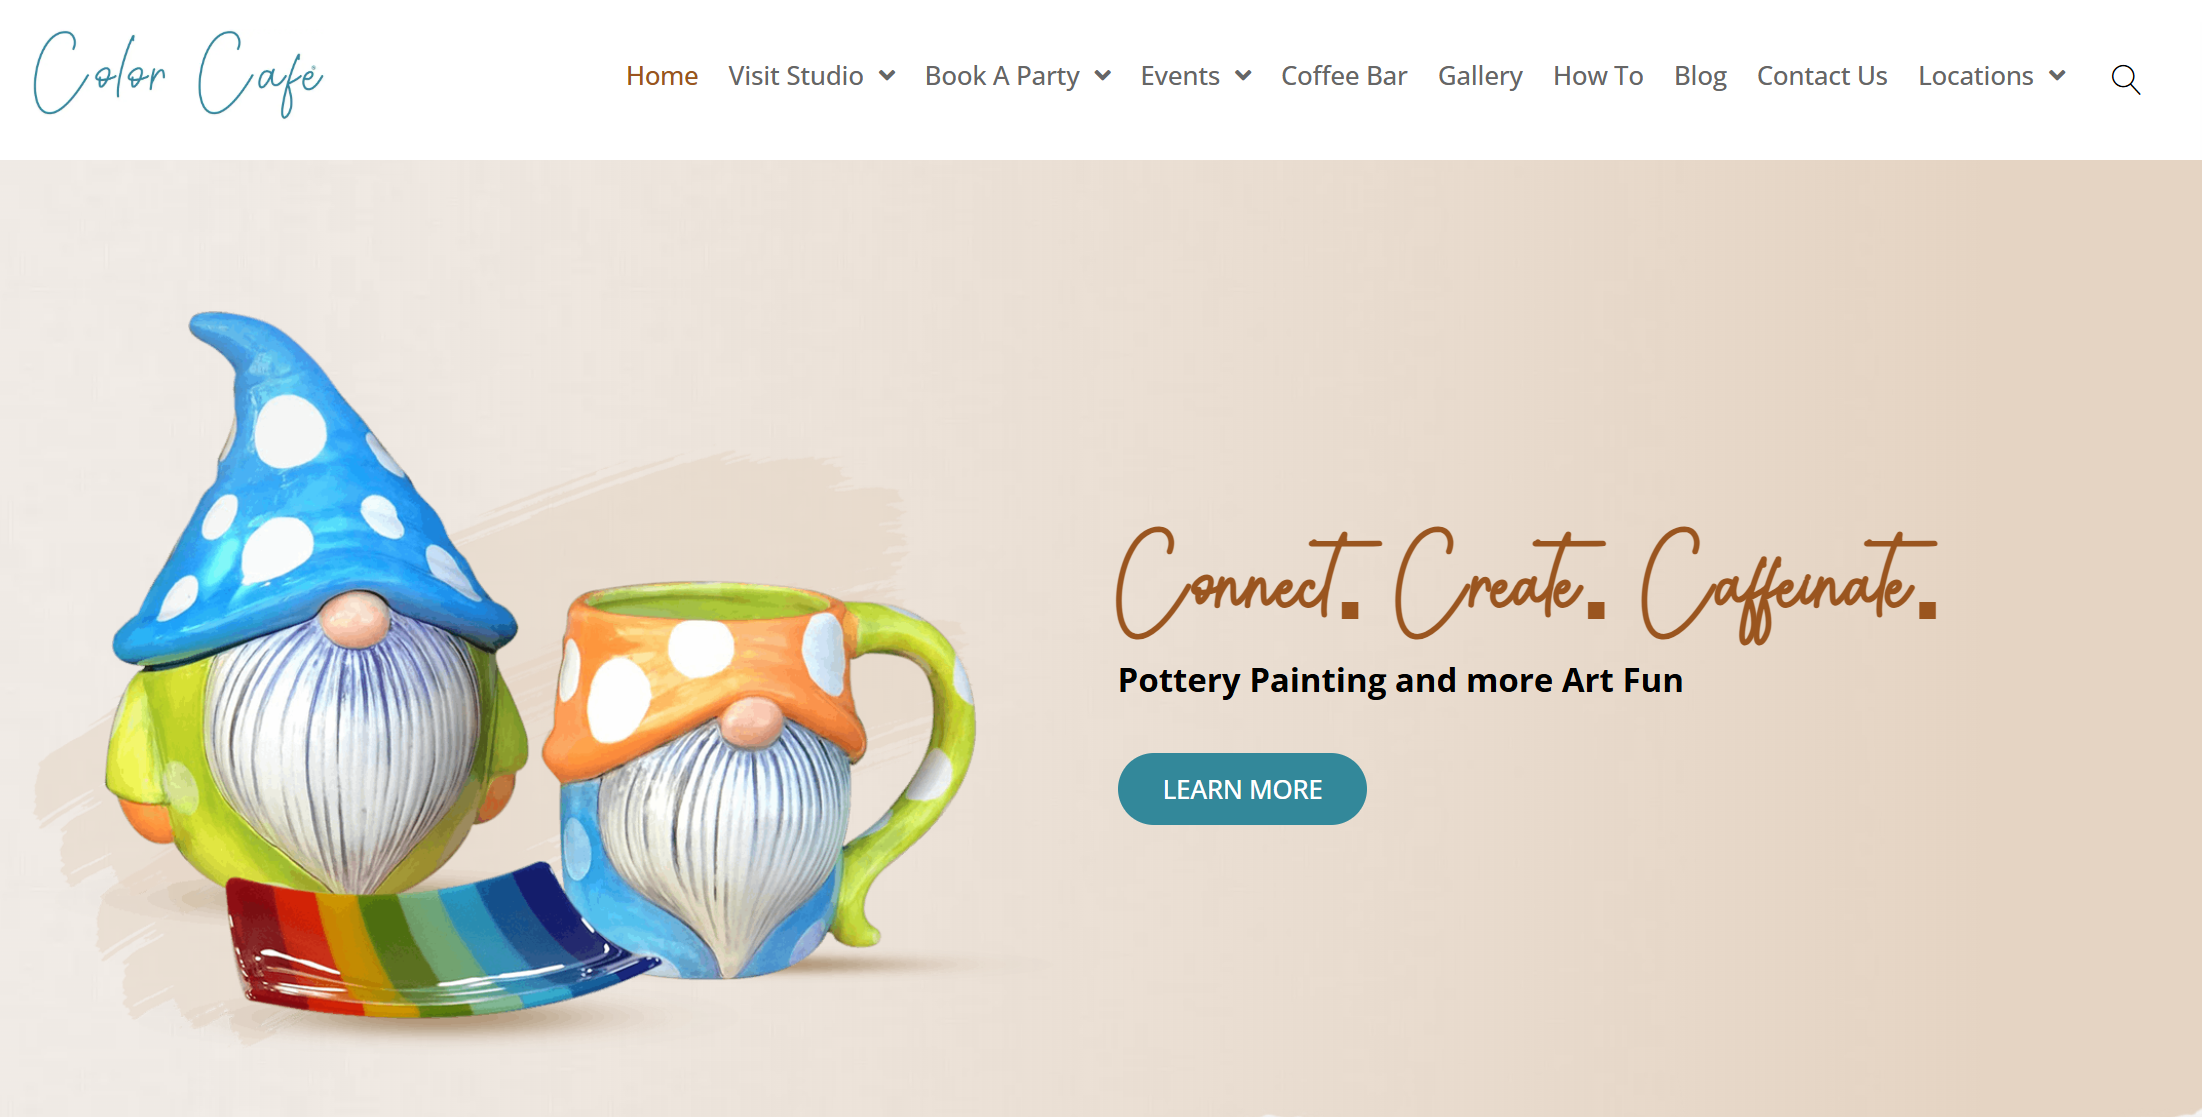 Color Café
Home Visit Studio Book A Party Events Coffee Bar Gallery How To Blog Contact Us Locations
Connect. Create. Caffeinate.
Pottery Painting and more Art Fun
LEARN MORE